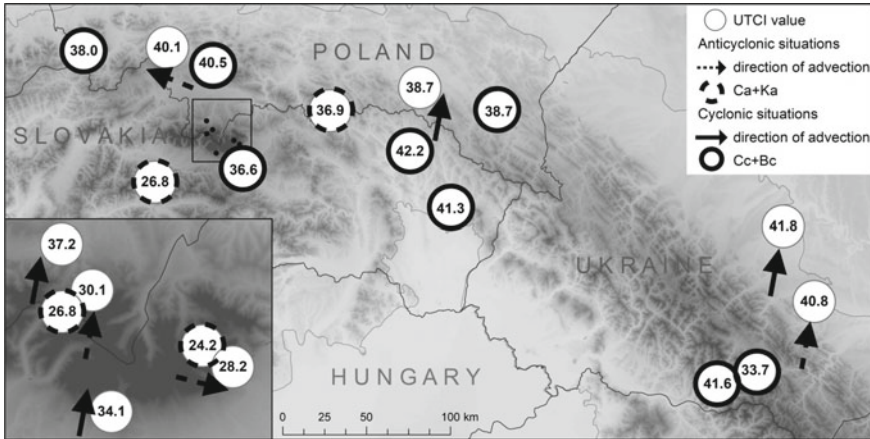 38.0
40.1
40.5
POLAND
UTCI value
Anticyclonic situations
direction of advection
Ca+Ka
Cyclonic situations
direction of advection
Cc+Bc
36.9
38.7
38.7
SLOVAKIA
42.2
36.6
26.8
41.3
41.8
UKRAINE
40.8
41.6
33.7
HUNGARY
0 25 50 100 km
37.2
30.1
26.8
24.2
28.2
34.1